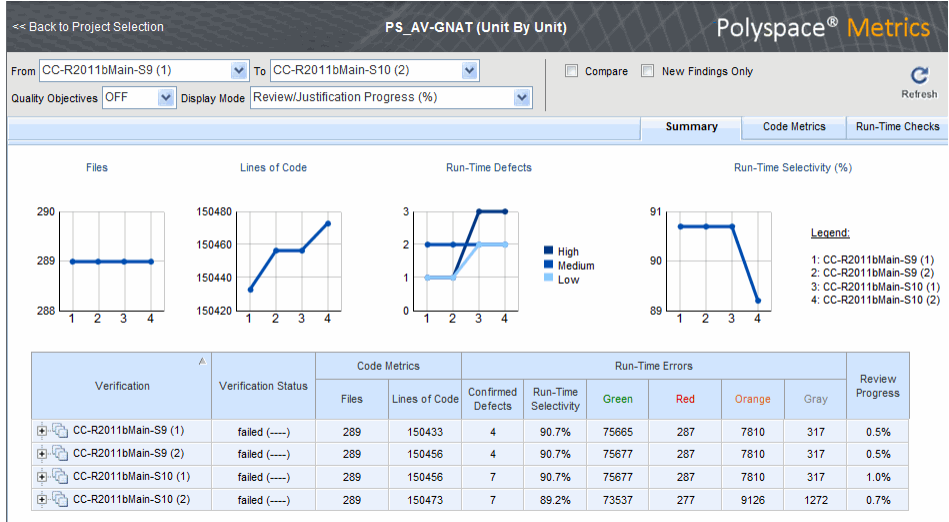 << Back to Project Selection
PS_AV-GNAT (Unit By Unit)
Polyspace® Metrics
From CC-R2011bMain-S9 (1) To CC-R2011bMain-S10 (2) Compare New Findings Only
Quality Objectives OFF Display Mode Review/Justification Progress (%) Refresh
Summary Code Metrics Run-Time Checks
Files
290
289
288
1 2 3 4
Lines of Code
150480
150460
150440
150420
1 2 3 4
Run-Time Defects
3
2
1
0
1 2 3 4
High
Medium
Low
Run-Time Selectivity (%)
91
90
89
1 2 3 4
Legend:
1: CC-R2011bMain-S9 (1)
2: CC-R2011bMain-S9 (2)
3: CC-R2011bMain-S10 (1)
4: CC-R2011bMain-S10 (2)
Verification Verification Status Code Metrics Run-Time Errors Review Progress
Files Lines of Code Confirmed Defects Run-Time Selectivity Green Red Orange Gray
CC-R2011bMain-S9 (1) failed (----) 289 150433 4 90.7% 75665 287 7810 317 0.5%
CC-R2011bMain-S9 (2) failed (----) 289 150456 4 90.7% 75677 287 7810 317 0.5%
CC-R2011bMain-S10 (1) failed (----) 289 150456 7 90.7% 75677 287 7810 317 1.0%
CC-R2011bMain-S10 (2) failed (----) 289 150473 7 89.2% 73537 277 9126 1272 0.7%